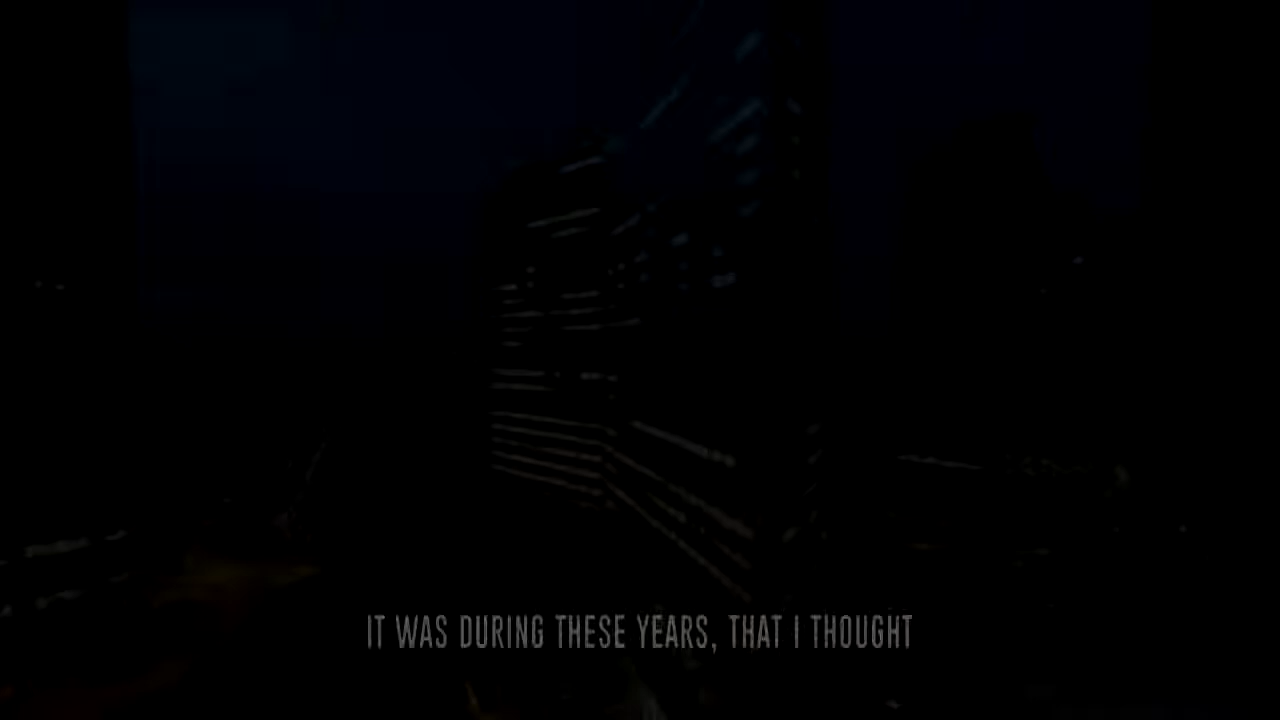 IT WAS DURING THESE YEARS, THAT I THOUGHT